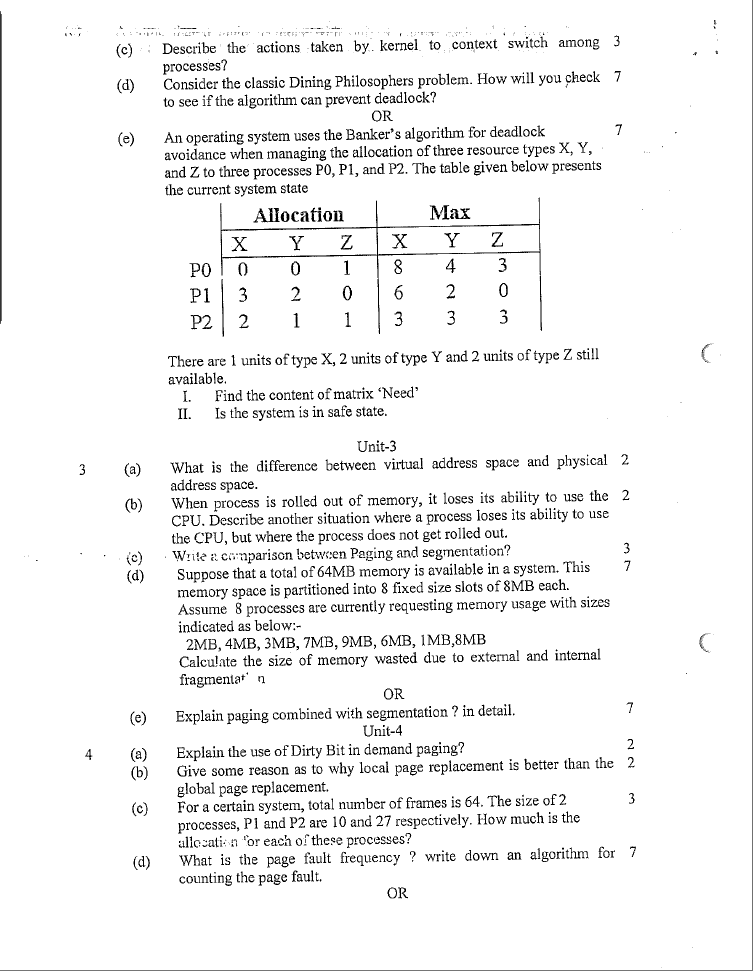 (c) Describe the actions taken by kernel to context switch among 3
processes?
(d) Consider the classic Dining Philosophers problem. How will you check 7
to see if the algorithm can prevent deadlock?
OR
(e) An operating system uses the Banker's algorithm for deadlock 7
avoidance when managing the allocation of three resource types X, Y,
and Z to three processes P0, P1, and P2. The table given below presents
the current system state
Allocation Max
X Y Z X Y Z
P0 0 0 1 8 4 3
P1 3 2 0 6 2 0
P2 2 1 1 3 3 3
There are 1 units of type X, 2 units of type Y and 2 units of type Z still
available.
I. Find the content of matrix 'Need'
II. Is the system is in safe state.
Unit-3
3 (a) What is the difference between virtual address space and physical 2
address space.
(b) When process is rolled out of memory, it loses its ability to use the 2
CPU. Describe another situation where a process loses its ability to use
the CPU, but where the process does not get rolled out.
(c) Write a comparison between Paging and segmentation? 3
(d) Suppose that a total of 64MB memory is available in a system. This 7
memory space is partitioned into 8 fixed size slots of 8MB each.
Assume 8 processes are currently requesting memory usage with sizes
indicated as below:-
2MB, 4MB, 3MB, 7MB, 9MB, 6MB, 1MB,8MB
Calculate the size of memory wasted due to external and internal
fragmentation
OR
(e) Explain paging combined with segmentation ? in detail. 7
Unit-4
4 (a) Explain the use of Dirty Bit in demand paging? 2
(b) Give some reason as to why local page replacement is better than the 2
global page replacement.
(c) For a certain system, total number of frames is 64. The size of 2 3
processes, P1 and P2 are 10 and 27 respectively. How much is the
allocation for each of these processes?
(d) What is the page fault frequency ? write down an algorithm for 7
counting the page fault.
OR